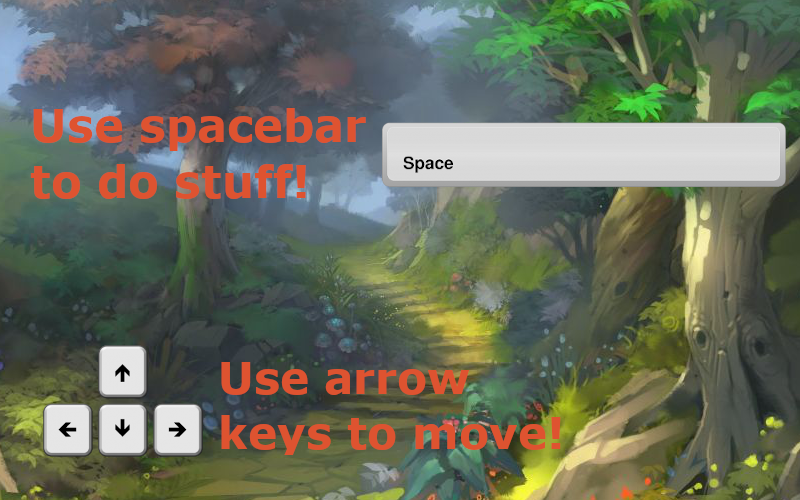 Use spacebar
to do stuff!
Space
Use arrow
keys to move!